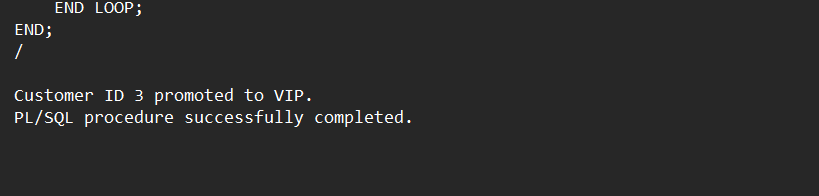 END LOOP;
END;
/
Customer ID 3 promoted to VIP.
PL/SQL procedure successfully completed.